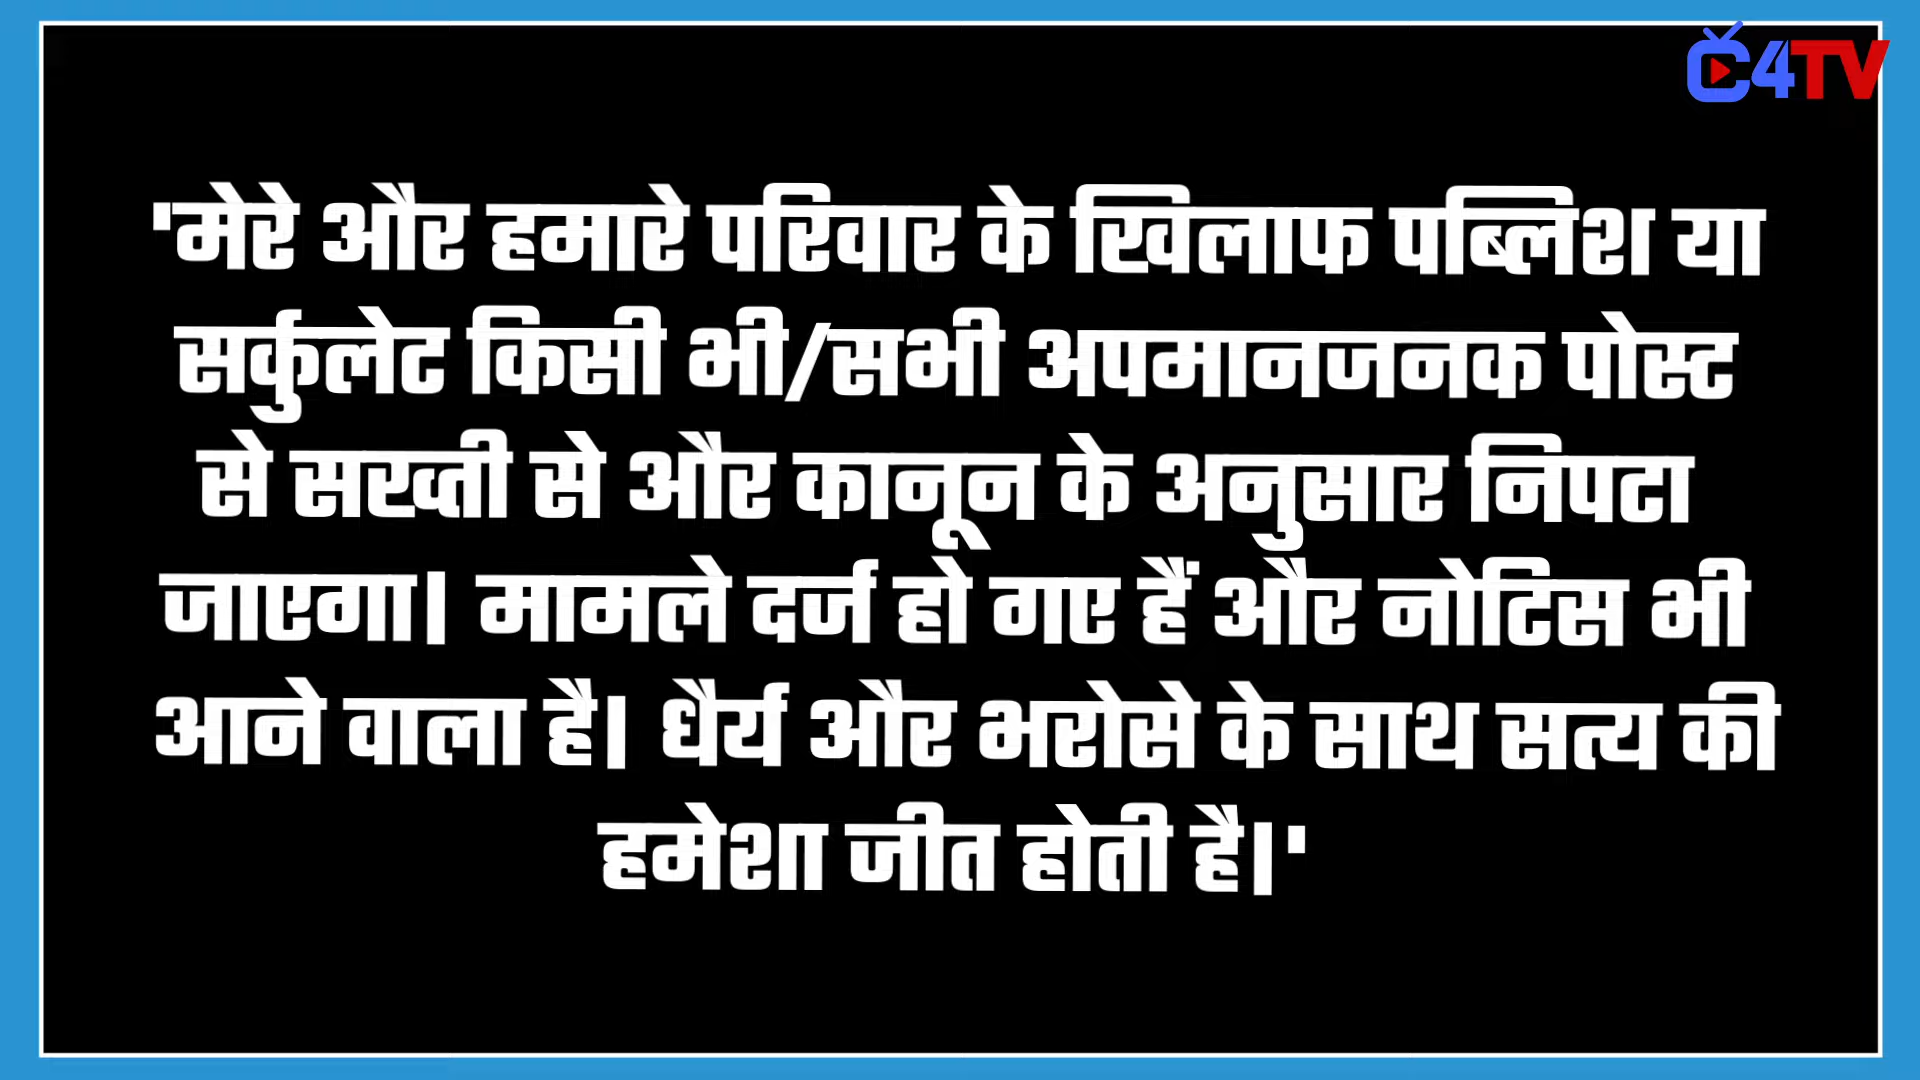 C4TV
'मेरे और हमारे परिवार के खिलाफ पब्लिश या
सर्कुलेट किसी भी/सभी अपमानजनक पोस्ट
से सख्ती से और कानून के अनुसार निपटा
जाएगा। मामले दर्ज हो गए हैं और नोटिस भी
आने वाला है। धैर्य और भरोसे के साथ सत्य की
हमेशा जीत होती है।'